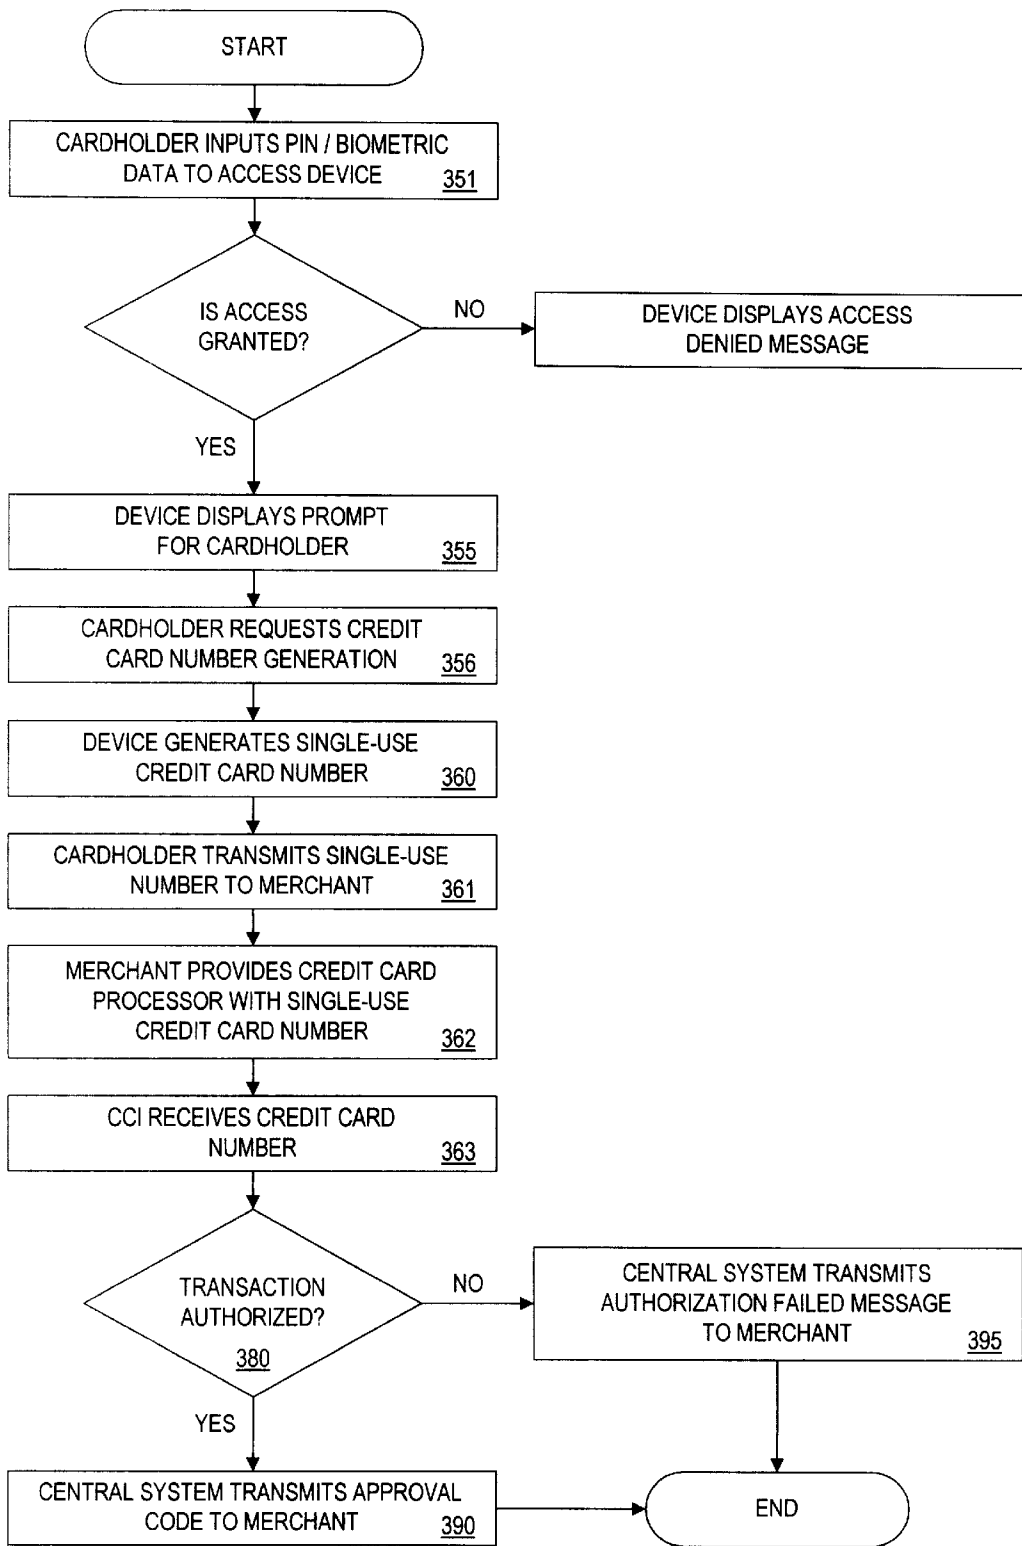 START
CARDHOLDER INPUTS PIN / BIOMETRIC
DATA TO ACCESS DEVICE 351
IS ACCESS
GRANTED?
NO
DEVICE DISPLAYS ACCESS
DENIED MESSAGE
YES
DEVICE DISPLAYS PROMPT
FOR CARDHOLDER 355
CARDHOLDER REQUESTS CREDIT
CARD NUMBER GENERATION 356
DEVICE GENERATES SINGLE-USE
CREDIT CARD NUMBER 360
CARDHOLDER TRANSMITS SINGLE-USE
NUMBER TO MERCHANT 361
MERCHANT PROVIDES CREDIT CARD
PROCESSOR WITH SINGLE-USE
CREDIT CARD NUMBER 362
CCI RECEIVES CREDIT CARD
NUMBER 363
TRANSACTION
AUTHORIZED?
380
NO
CENTRAL SYSTEM TRANSMITS
AUTHORIZATION FAILED MESSAGE
TO MERCHANT 395
YES
CENTRAL SYSTEM TRANSMITS APPROVAL
CODE TO MERCHANT 390
END